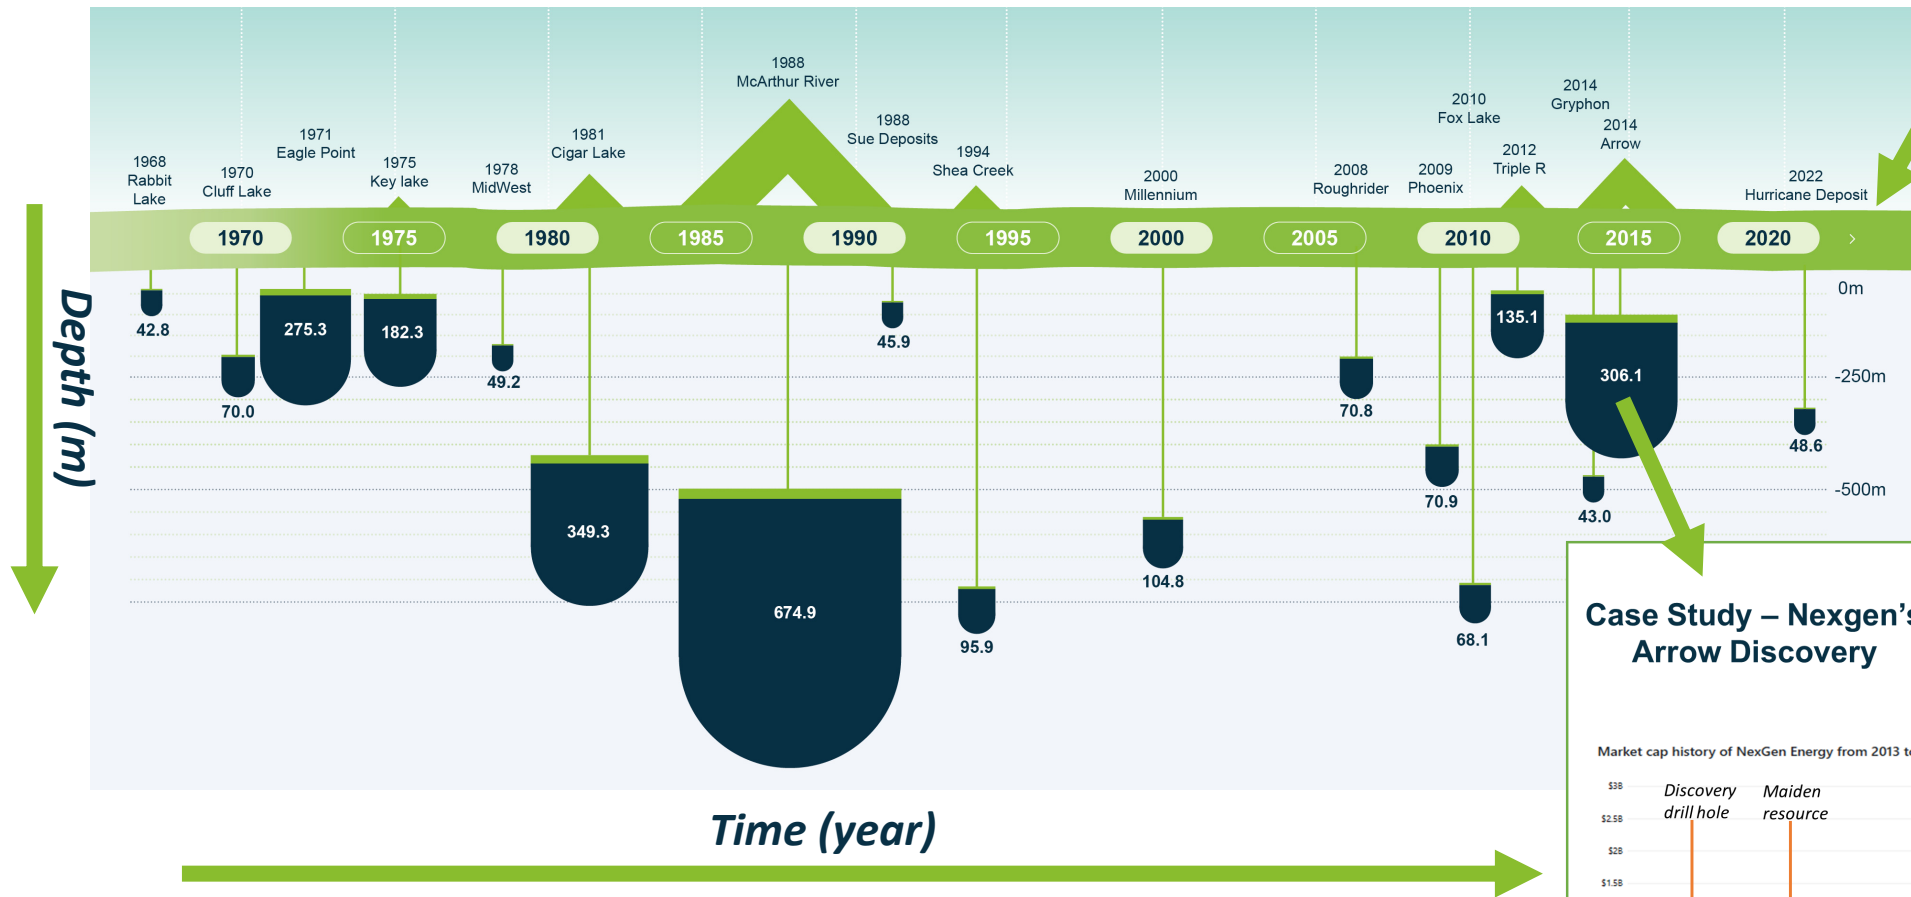 1988
McArthur River
2014
Gryphon
2010
Fox Lake
1988
Sue Deposits
2014
Arrow
1971
Eagle Point
1981
Cigar Lake
1994
Shea Creek
2012
Triple R
1968
Rabbit
Lake
1970
Cluff Lake
1975
Key lake
1978
MidWest
2000
Millennium
2008
Roughrider
2009
Phoenix
2022
Hurricane Deposit
1970
1975
1980
1985
1990
1995
2000
2005
2010
2015
2020
Depth (m)
0m
-250m
-500m
42.8
70.0
275.3
182.3
49.2
349.3
674.9
45.9
95.9
104.8
70.8
70.9
68.1
135.1
306.1
43.0
48.6
Time (year)
Case Study – Nexgen's
Arrow Discovery
Market cap history of NexGen Energy from 2013
Discovery
drill hole
Maiden
resource
$3B
$2.5B
$2B
$1.5B